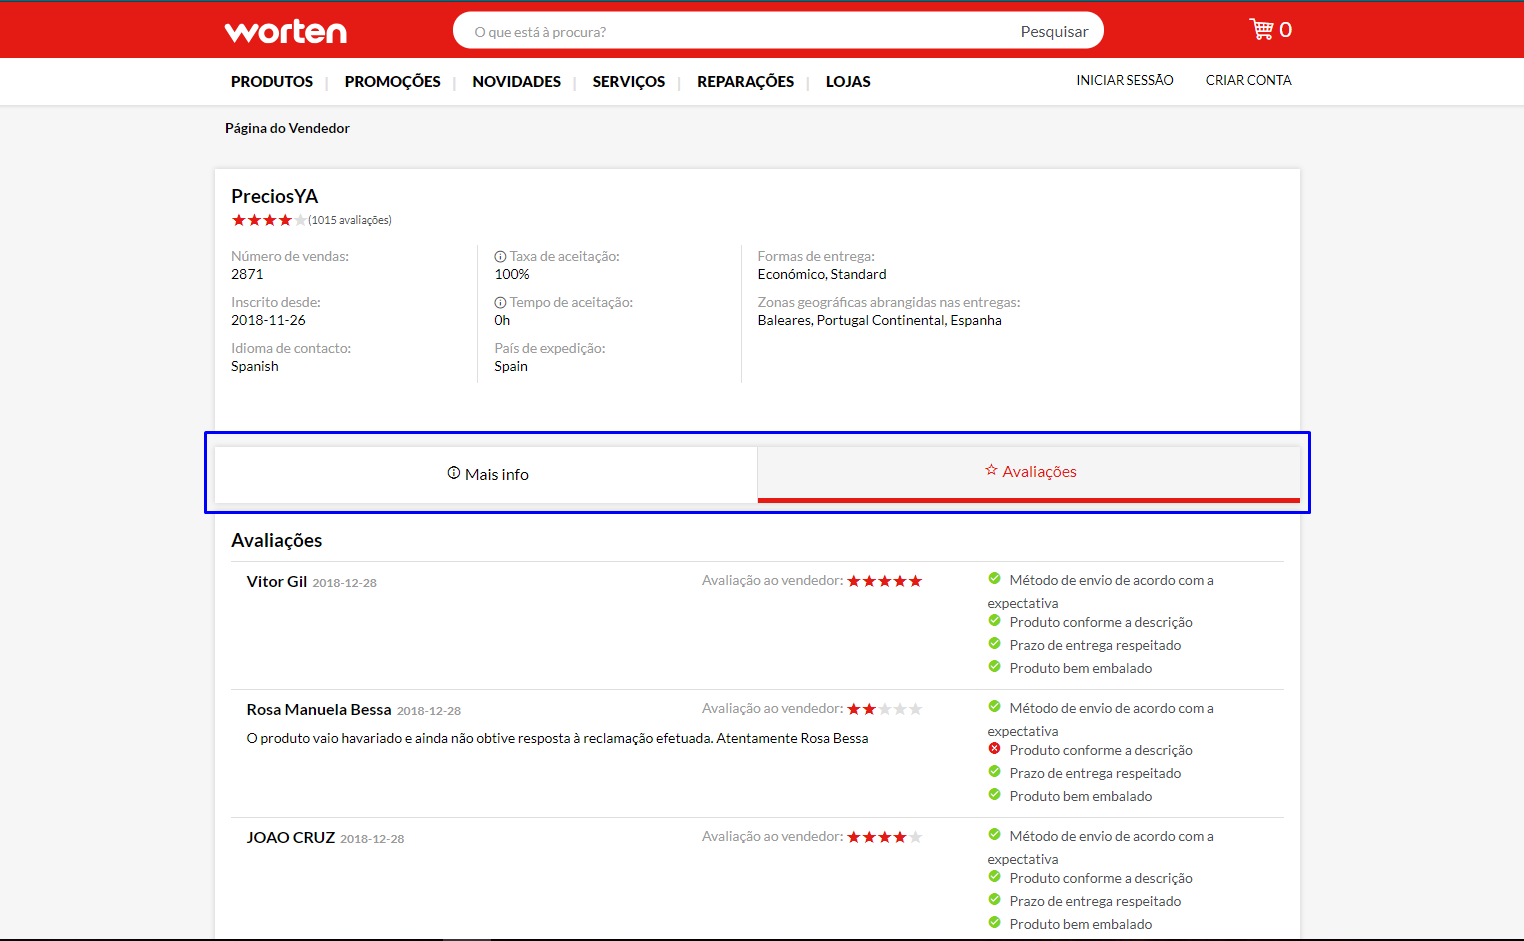 worten
O que está à procura?
Pesquisar
0
PRODUTOS | PROMOÇÕES | NOVIDADES | SERVIÇOS | REPARAÇÕES | LOJAS
INICIAR SESSÃO
CRIAR CONTA
Página do Vendedor
PreciosYA
(1015 avaliações)
Número de vendas:
2871
Inscrito desde:
2018-11-26
Idioma de contacto:
Spanish
Taxa de aceitação:
100%
Tempo de aceitação:
0h
País de expedição:
Spain
Formas de entrega:
Económico, Standard
Zonas geográficas abrangidas nas entregas:
Baleares, Portugal Continental, Espanha
Mais info
Avaliações
Avaliações
Vitor Gil 2018-12-28
Avaliação ao vendedor:
Método de envio de acordo com a
expectativa
Produto conforme a descrição
Prazo de entrega respeitado
Produto bem embalado
Rosa Manuela Bessa 2018-12-28
O produto vaio havariado e ainda não obtive resposta à reclamação efetuada. Atentamente Rosa Bessa
Avaliação ao vendedor:
Método de envio de acordo com a
expectativa
Produto conforme a descrição
Prazo de entrega respeitado
Produto bem embalado
JOAO CRUZ 2018-12-28
Avaliação ao vendedor:
Método de envio de acordo com a
expectativa
Produto conforme a descrição
Prazo de entrega respeitado
Produto bem embalado